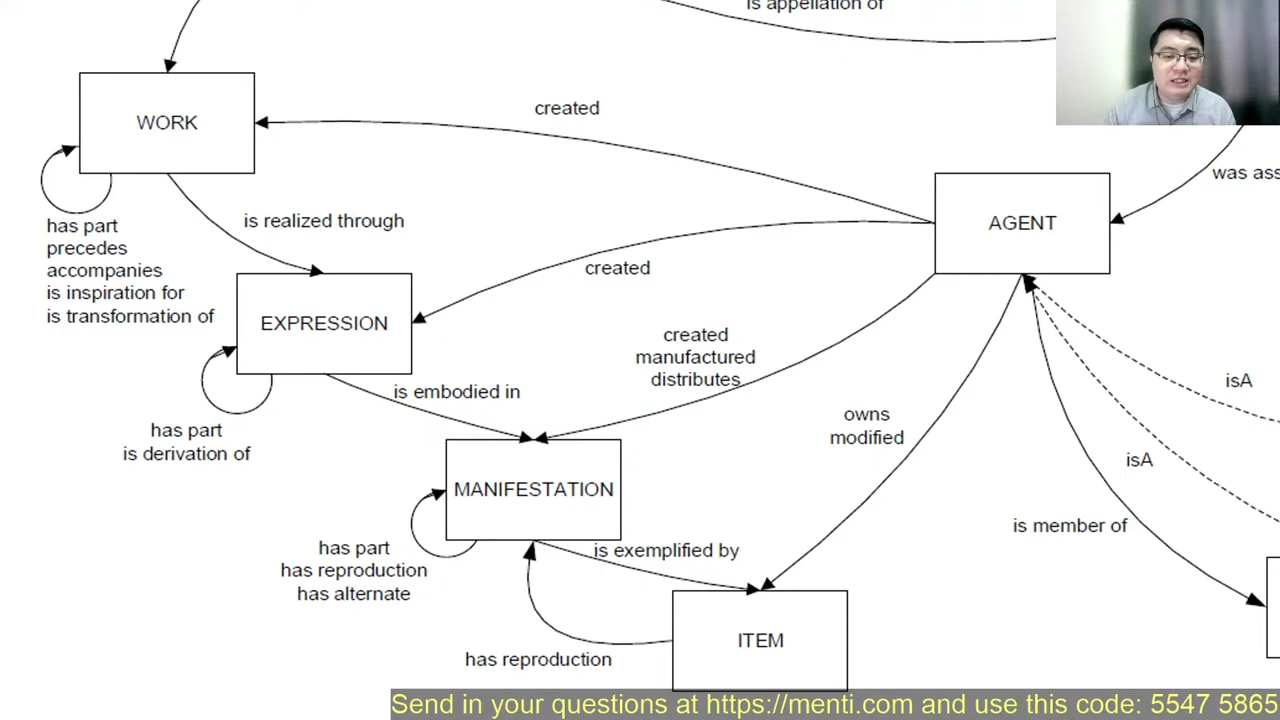 is appellation of
WORK
created
was ass
AGENT
has part
precedes
accompanies
is inspiration for
is transformation of
is realized through
created
EXPRESSION
created
manufactured
distributes
isA
is embodied in
owns
modified
has part
is derivation of
isA
MANIFESTATION
is member of
has part
has reproduction
has alternate
is exemplified by
ITEM
has reproduction
Send in your questions at https://menti.com and use this code: 5547 5865